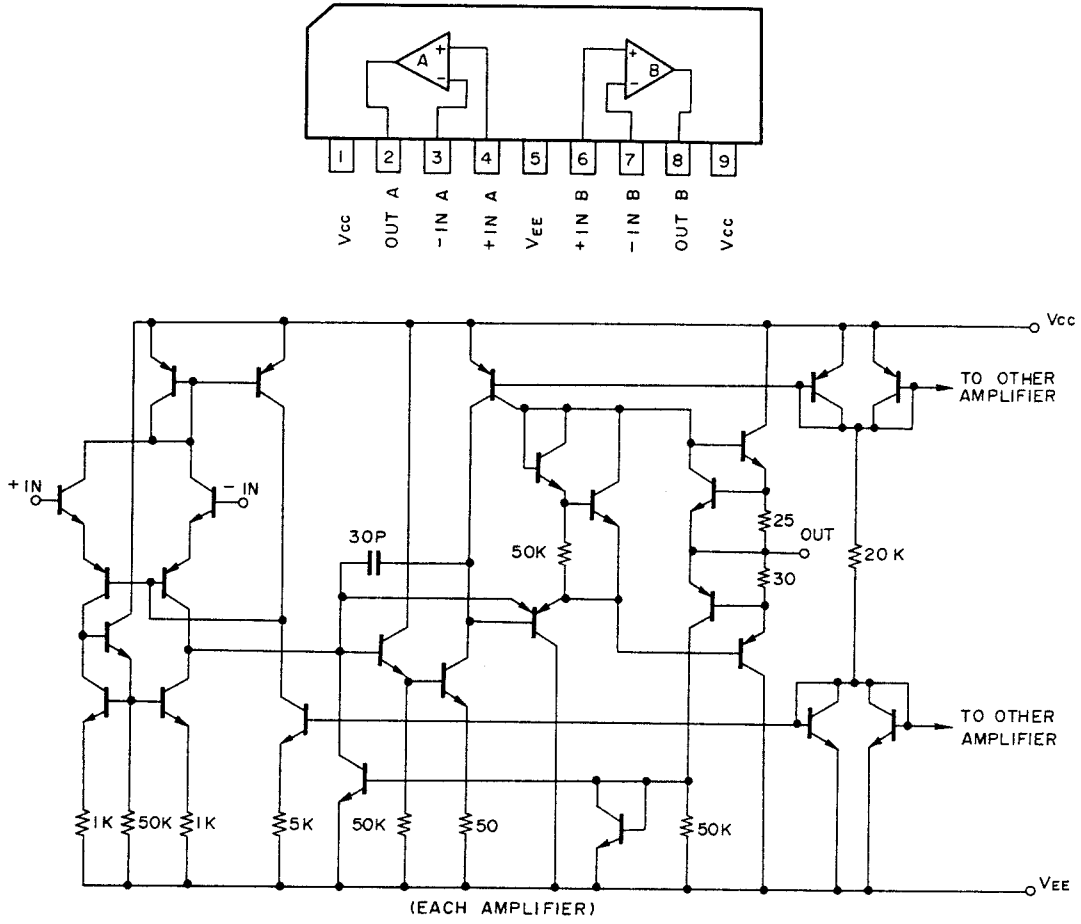 A + -
B + -
1 2 3 4 5 6 7 8 9
VCC OUT A -IN A +IN A VEE +IN B -IN B OUT B VCC
VCC
TO OTHER
AMPLIFIER
+IN
-IN
25
OUT
30P
50K
20K
30
TO OTHER
AMPLIFIER
1K 50K 1K 5K 50K 50 50K
VEE
(EACH AMPLIFIER)